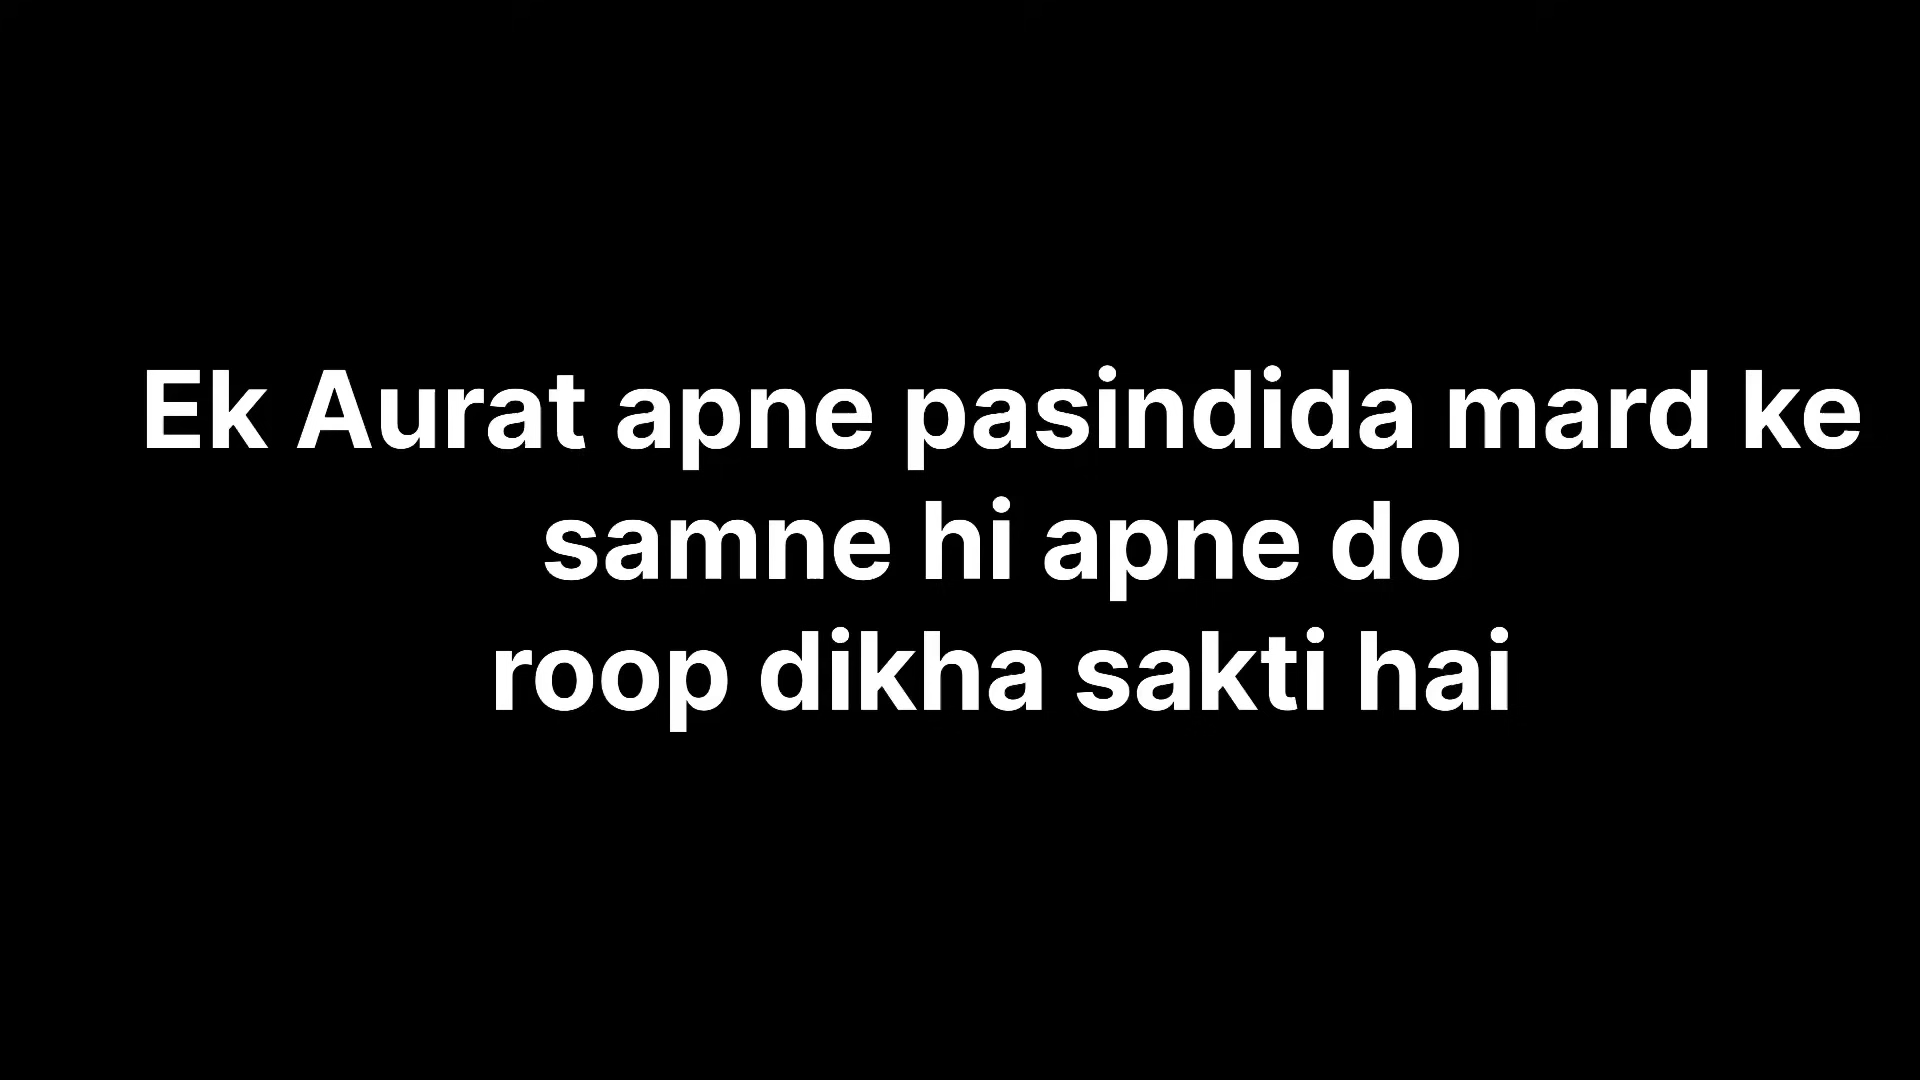 Ek Aurat apne pasindida mard ke
samne hi apne do
roop dikha sakti hai